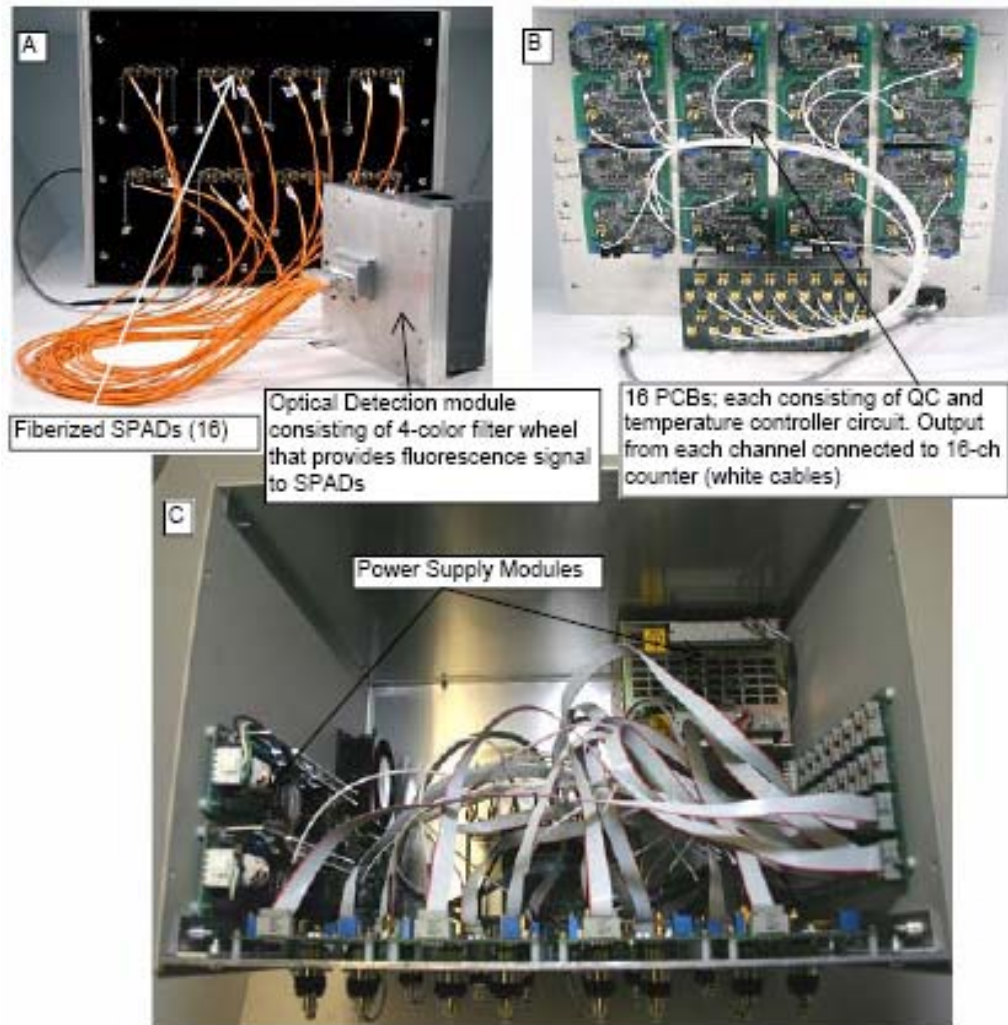 A
B
Fiberized SPADs (16)
Optical Detection module
consisting of 4-color filter wheel
that provides fluorescence signal
to SPADs
16 PCBs; each consisting of QC and
temperature controller circuit. Output
from each channel connected to 16-ch
counter (white cables)
C
Power Supply Modules